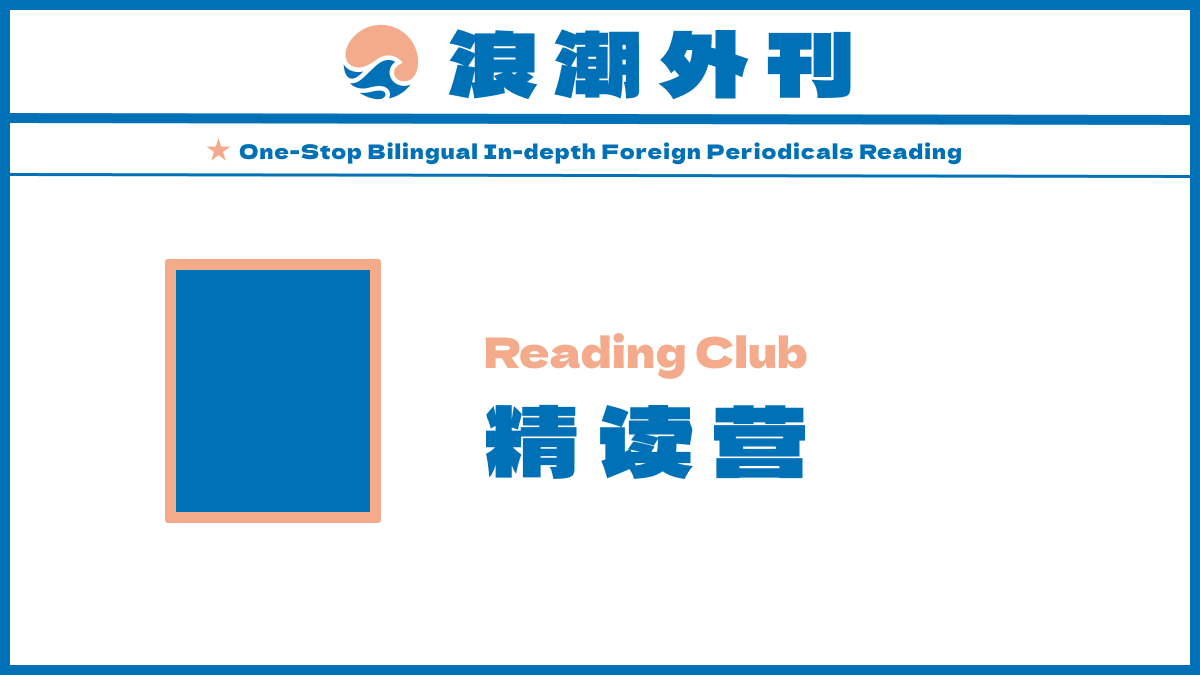 浪潮外刊
★ One-Stop Bilingual In-depth Foreign Periodicals Reading
Reading Club
精读营